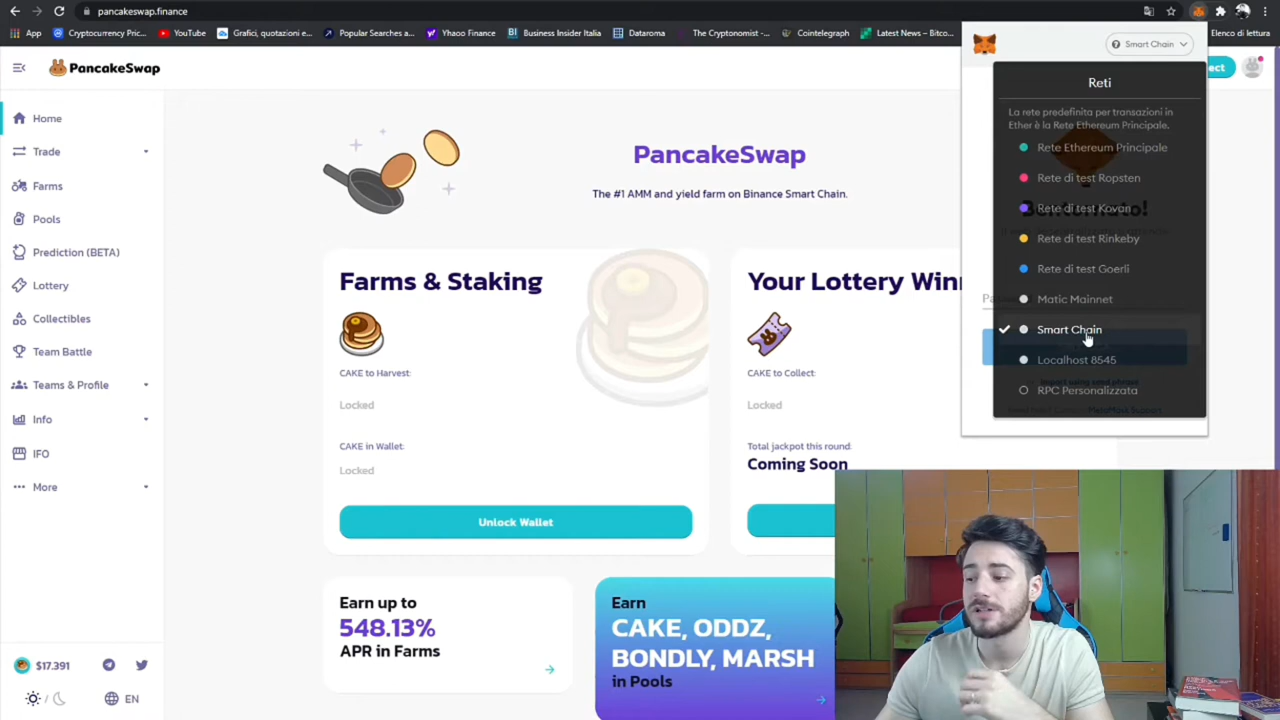 pancakeswap.finance
App
Cryptocurrency Pric...
YouTube
Grafici, quotazioni e...
Popular Searches a...
Yhaoo Finance
Business Insider Italia
Dataroma
The Cryptonomist -...
Cointelegraph
Latest News – Bitco...
Elenco di lettura
PancakeSwap
Smart Chain
ect
Home
Trade
Farms
Pools
Prediction (BETA)
Lottery
Collectibles
Team Battle
Teams & Profile
Info
IFO
More
$17.391
EN
PancakeSwap
The #1 AMM and yield farm on Binance Smart Chain.
Farms & Staking
CAKE to Harvest:
Locked
CAKE in Wallet:
Locked
Unlock Wallet
Your Lottery Winn
CAKE to Collect:
Locked
Total jackpot this round:
Coming Soon
Earn up to
548.13%
APR in Farms
Earn
CAKE, ODDZ,
BONDLY, MARSH
in Pools
Reti
La rete predefinita per transazioni in
Ether è la Rete Ethereum Principale.
Rete Ethereum Principale
Rete di test Ropsten
Rete di test Kovan
Rete di test Rinkeby
Rete di test Goerli
Matic Mainnet
Smart Chain
Localhost 8545
RPC Personalizzata